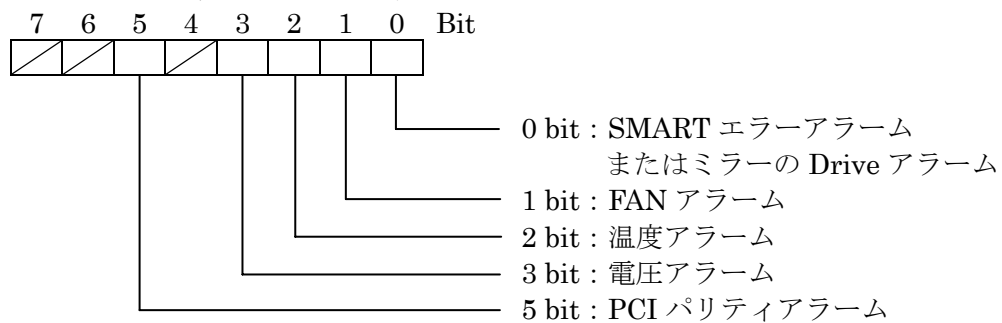 7 6 5 4 3 2 1 0 Bit
0 bit：SMART エラーアラーム
またはミラーの Drive アラーム
1 bit：FAN アラーム
2 bit：温度アラーム
3 bit：電圧アラーム
5 bit：PCI パリティアラーム